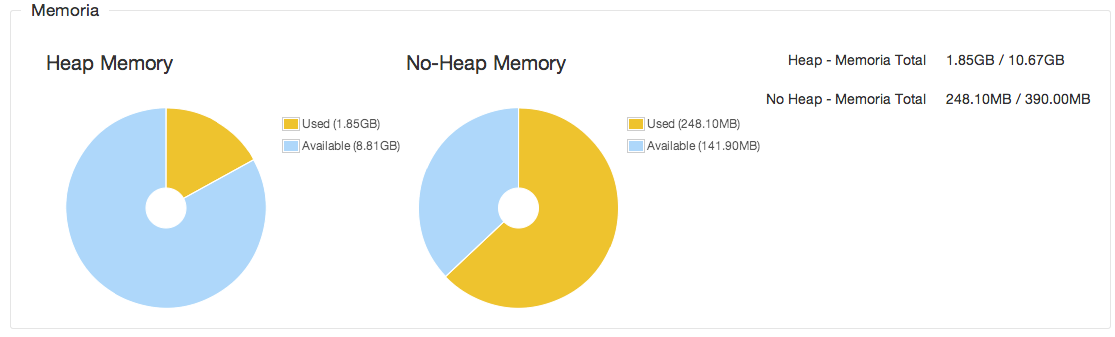 Memoria
Heap Memory
Used (1.85GB)
Available (8.81GB)
No-Heap Memory
Used (248.10MB)
Available (141.90MB)
Heap - Memoria Total 1.85GB / 10.67GB
No Heap - Memoria Total 248.10MB / 390.00MB